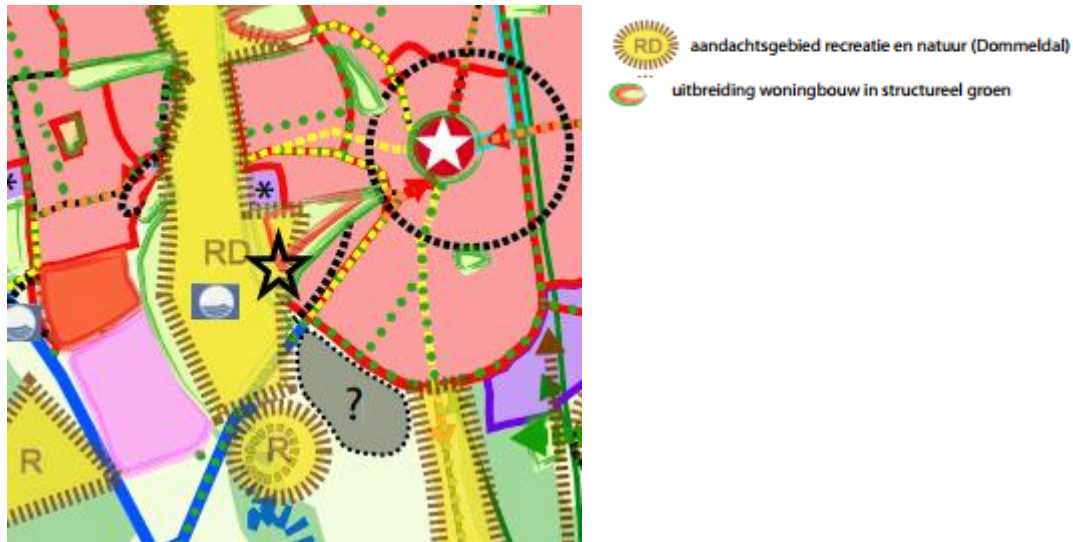 RD
aandachtsgebied recreatie en natuur (Dommeldal)
uitbreiding woningbouw in structureel groen
*
*
RD
?
R
R